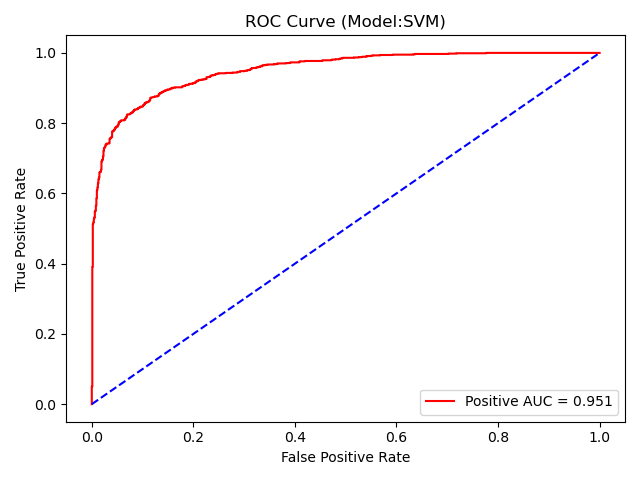 ROC Curve (Model:SVM)
1.0
0.8
0.6
0.4
0.2
0.0
True Positive Rate
Positive AUC = 0.951
0.0 0.2 0.4 0.6 0.8 1.0
False Positive Rate